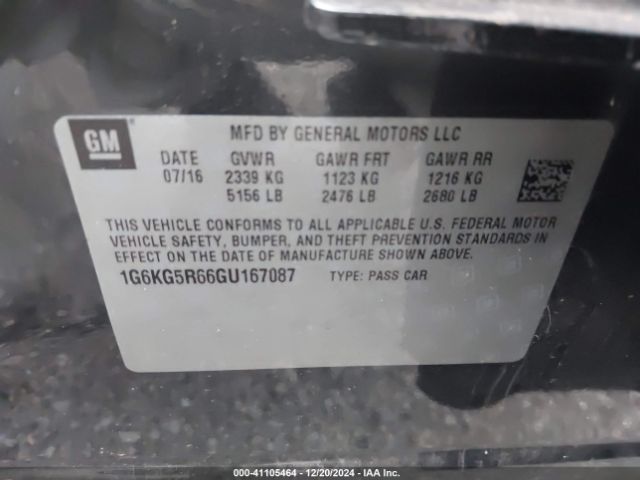 GM
MFD BY GENERAL MOTORS LLC
DATE GVWR GAWR FRT GAWR RR
07/16 2339 KG 1123 KG 1216 KG
5156 LB 2476 LB 2680 LB
THIS VEHICLE CONFORMS TO ALL APPLICABLE U.S. FEDERAL MOTOR
VEHICLE SAFETY, BUMPER, AND THEFT PREVENTION STANDARDS IN
EFFECT ON THE DATE OF MANUFACTURE SHOWN ABOVE.
1G6KG5R66GU167087 TYPE: PASS CAR
000-41105464 - 12/20/2024 - IAA Inc.